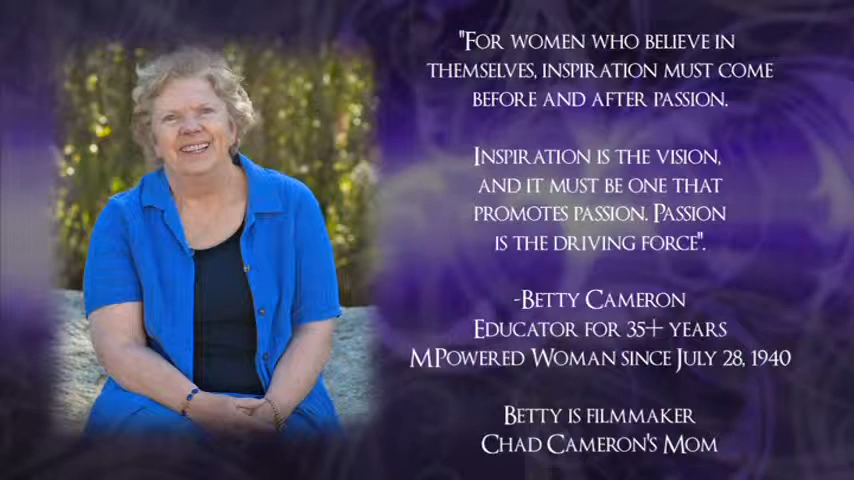 "For women who believe in
themselves, inspiration must come
before and after passion.
Inspiration is the vision,
and it must be one that
promotes passion. Passion
is the driving force".
-Betty Cameron
Educator for 35+ years
MPowered Woman since July 28, 1940
Betty is filmmaker
Chad Cameron's Mom